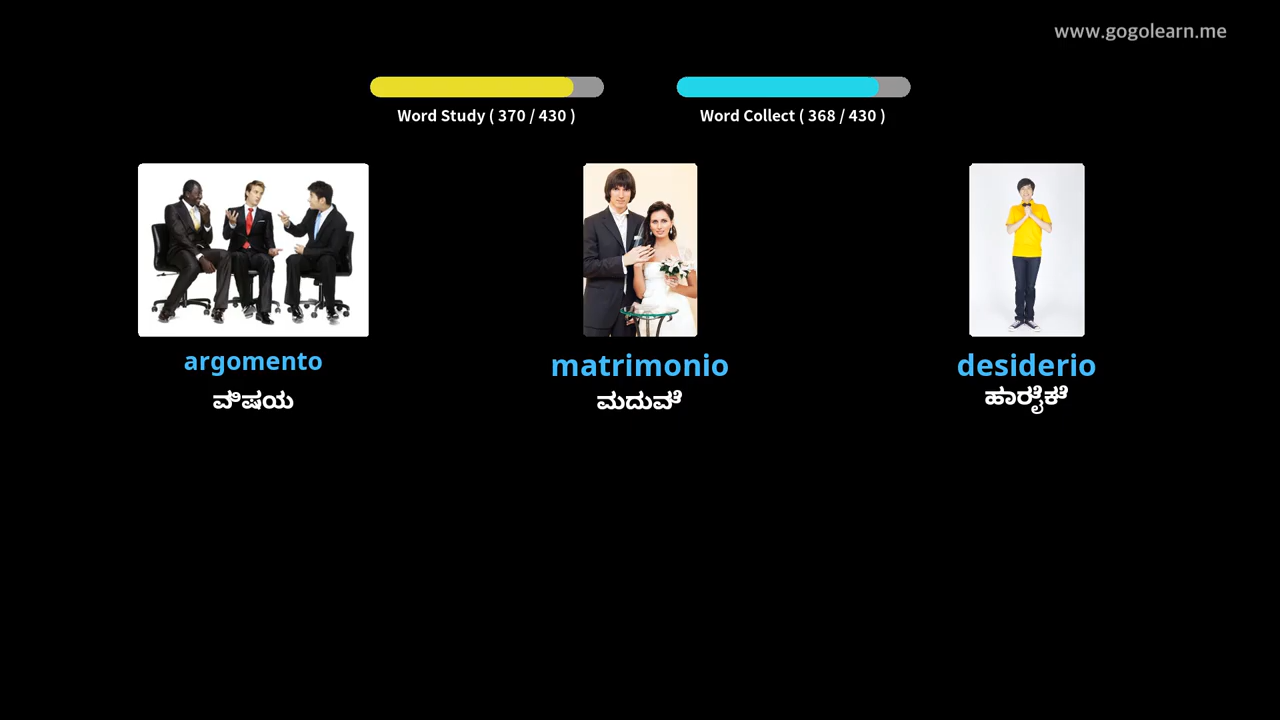 www.gogolearn.me
Word Study ( 370 / 430 )
Word Collect ( 368 / 430 )
argomento
matrimonio
desiderio
ವಿಷಯ
ಮದುವೆ
ಹಾರೈಕೆ